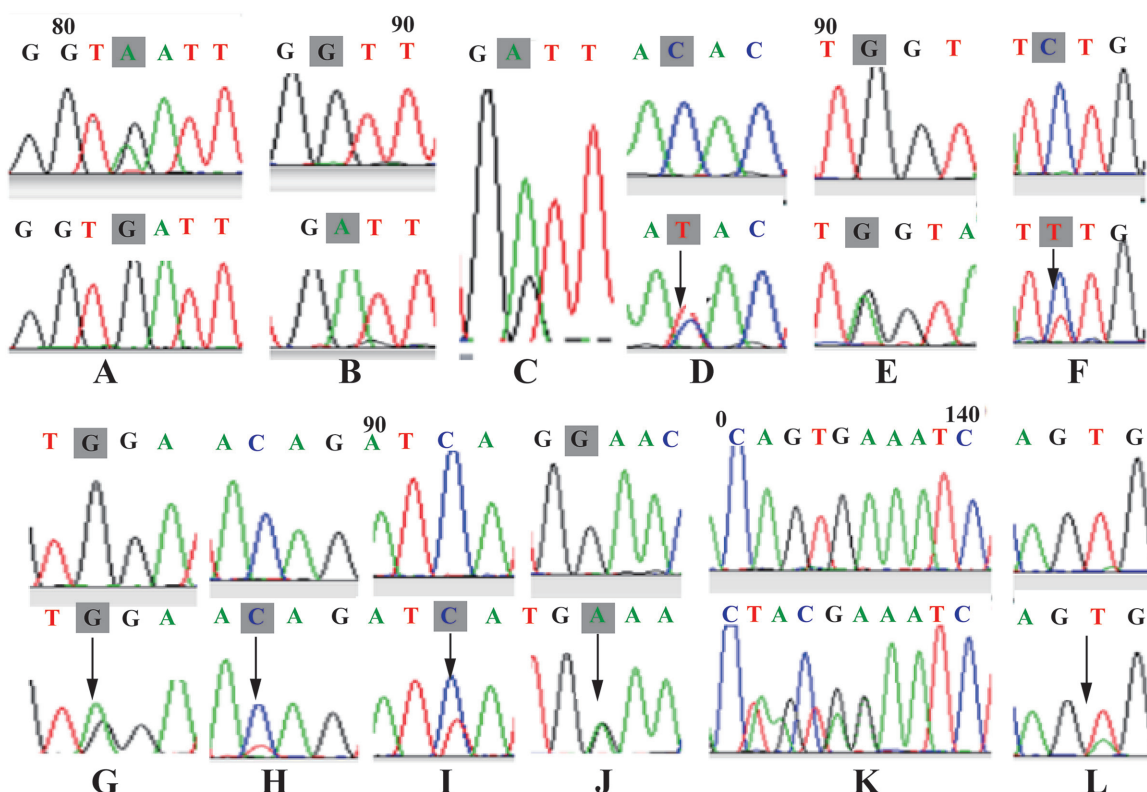 80
G G T A A T T
G G T G A T T
A
90
G G T T
G A T T
B
G A T T
C
A C A C
A T A C
D
90
T G G T
T G G T A
E
T C T G
T T T G
F
T G G A
T G G A
G
A C A G
A C A G
H
90
A T C A
A T C A
I
G G A A C
T G A A A
J
0 140
C A G T G A A A T C
C T A C G A A A T C
K
A G T G
A G T G
L